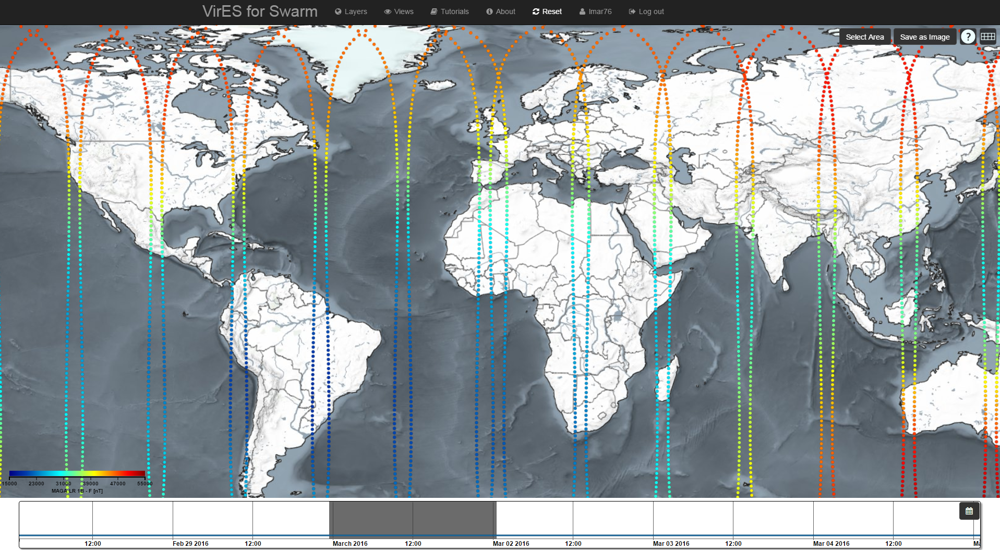 VirES for Swarm Layers Views Tutorials About Reset lmar76 Log out
Select Area Save as Image ?
15000 23000 31000 39000 47000 55000
MAGA LR 1B - F [nT]
12:00 Feb 29 2016 12:00 March 2016 12:00 Mar 02 2016 12:00 Mar 03 2016 12:00 Mar 04 2016 12:00